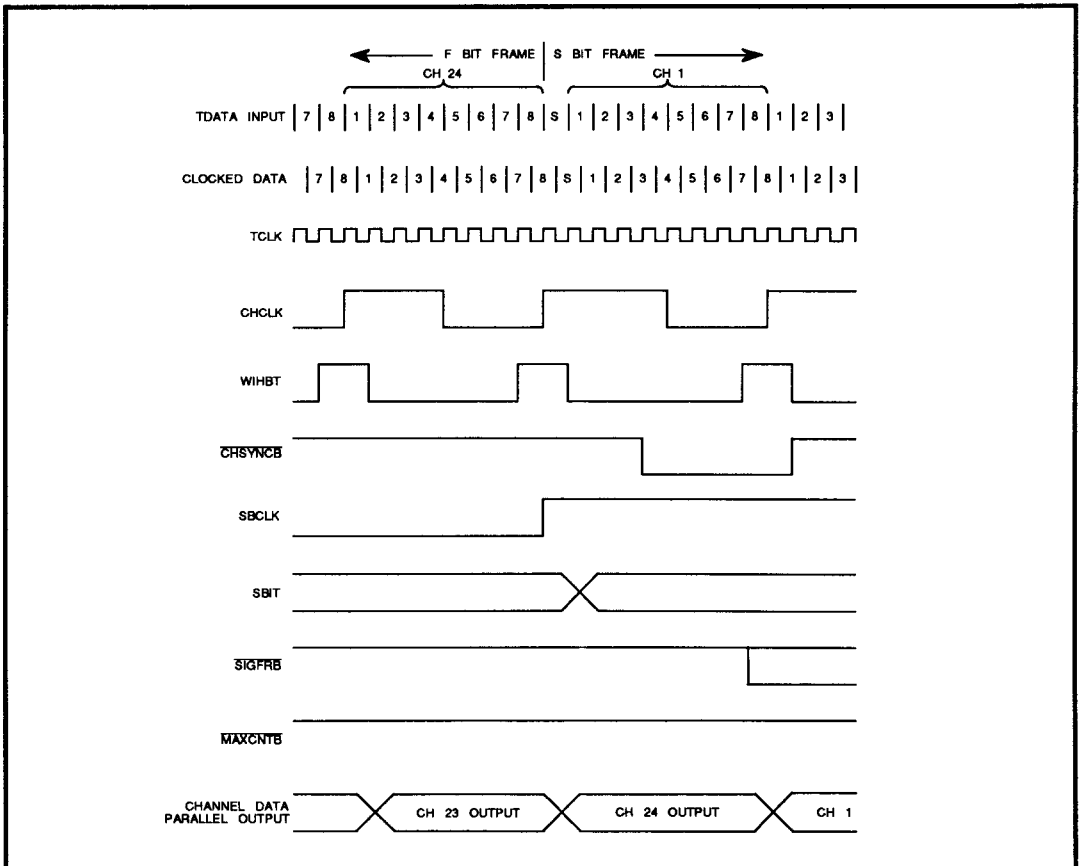 F BIT FRAME | S BIT FRAME
CH 24 CH 1
TDATA INPUT | 7 | 8 | 1 | 2 | 3 | 4 | 5 | 6 | 7 | 8 | S | 1 | 2 | 3 | 4 | 5 | 6 | 7 | 8 | 1 | 2 | 3 |
CLOCKED DATA | 7 | 8 | 1 | 2 | 3 | 4 | 5 | 6 | 7 | 8 | S | 1 | 2 | 3 | 4 | 5 | 6 | 7 | 8 | 1 | 2 | 3 |
TCLK
CHCLK
WIHBT
CHSYNCB
SBCLK
SBIT
SIGFRB
MAXCNTB
CHANNEL DATA
PARALLEL OUTPUT CH 23 OUTPUT CH 24 OUTPUT CH 1